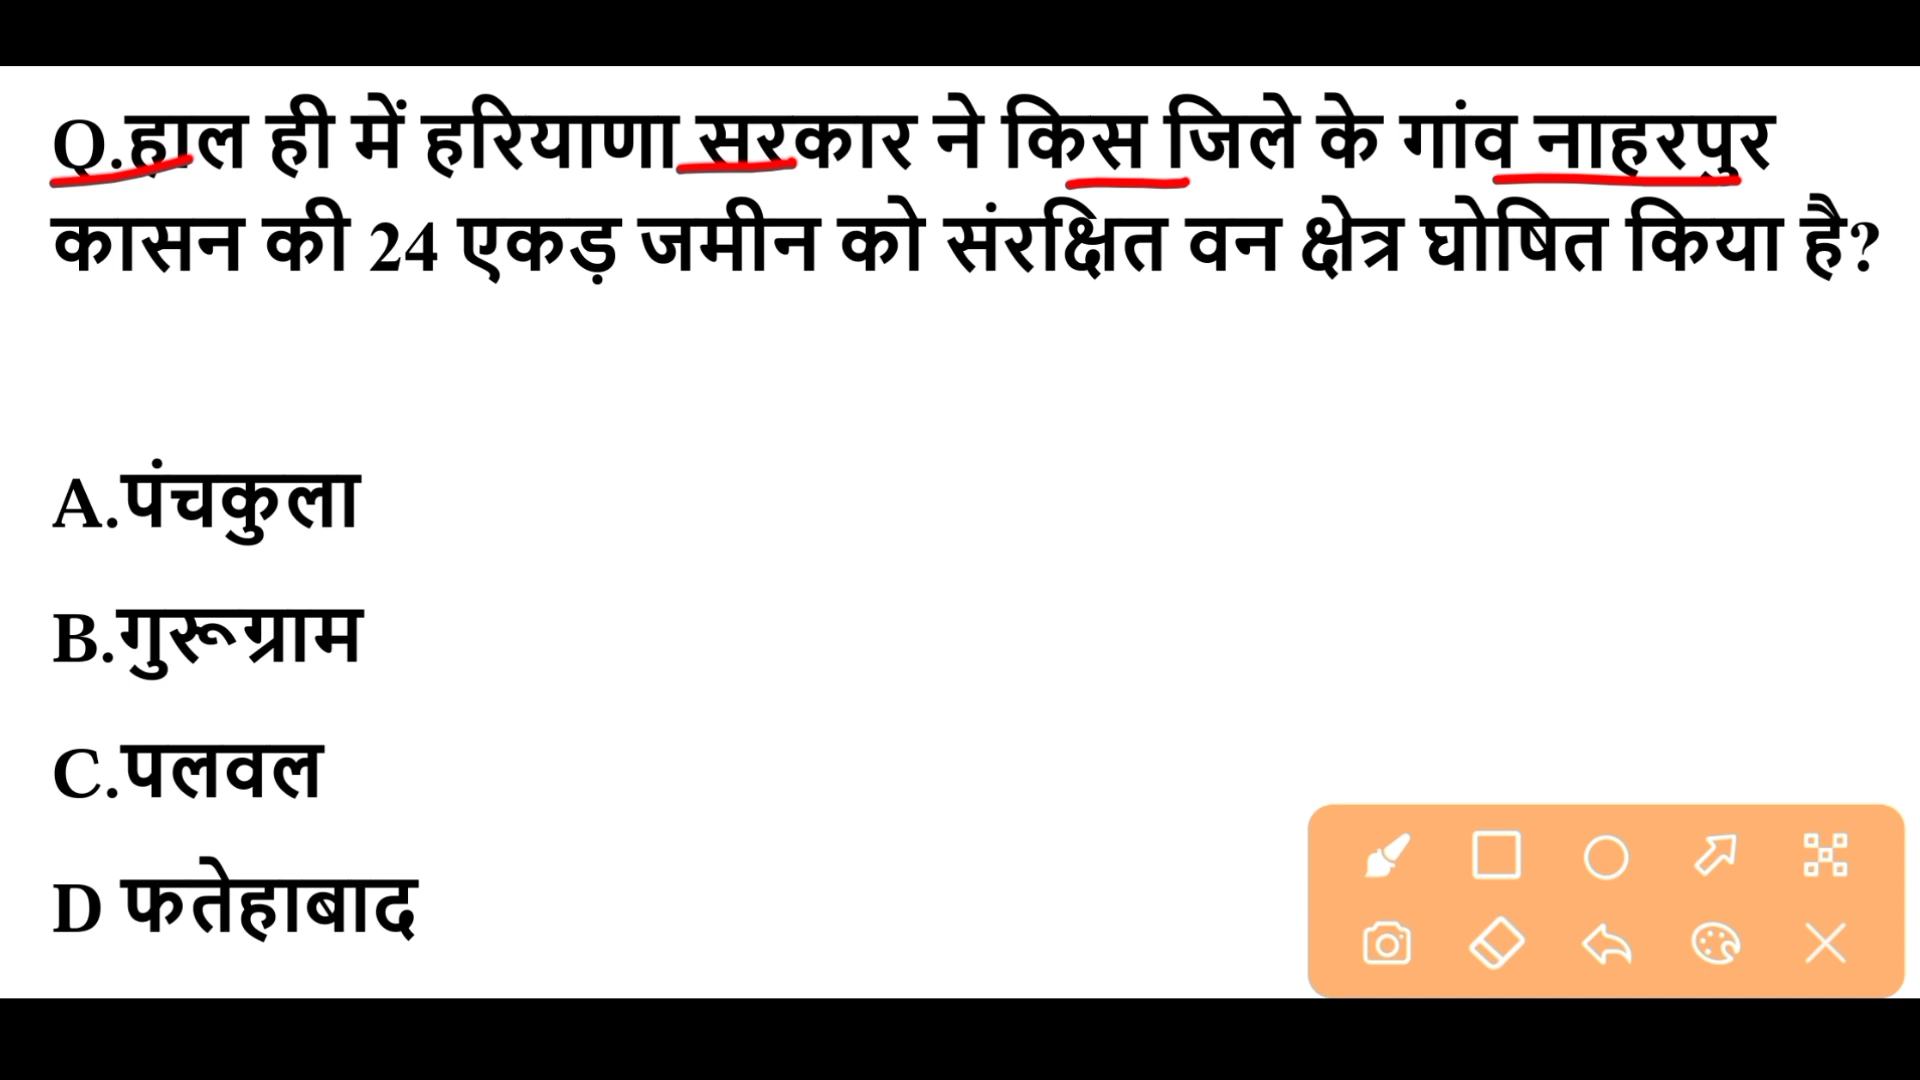 Q.हाल ही में हरियाणा सरकार ने किस जिले के गांव नाहरपुर
कासन की 24 एकड़ जमीन को संरक्षित वन क्षेत्र घोषित किया है?
A.पंचकुला
B.गुरूग्राम
C.पलवल
D फतेहाबाद